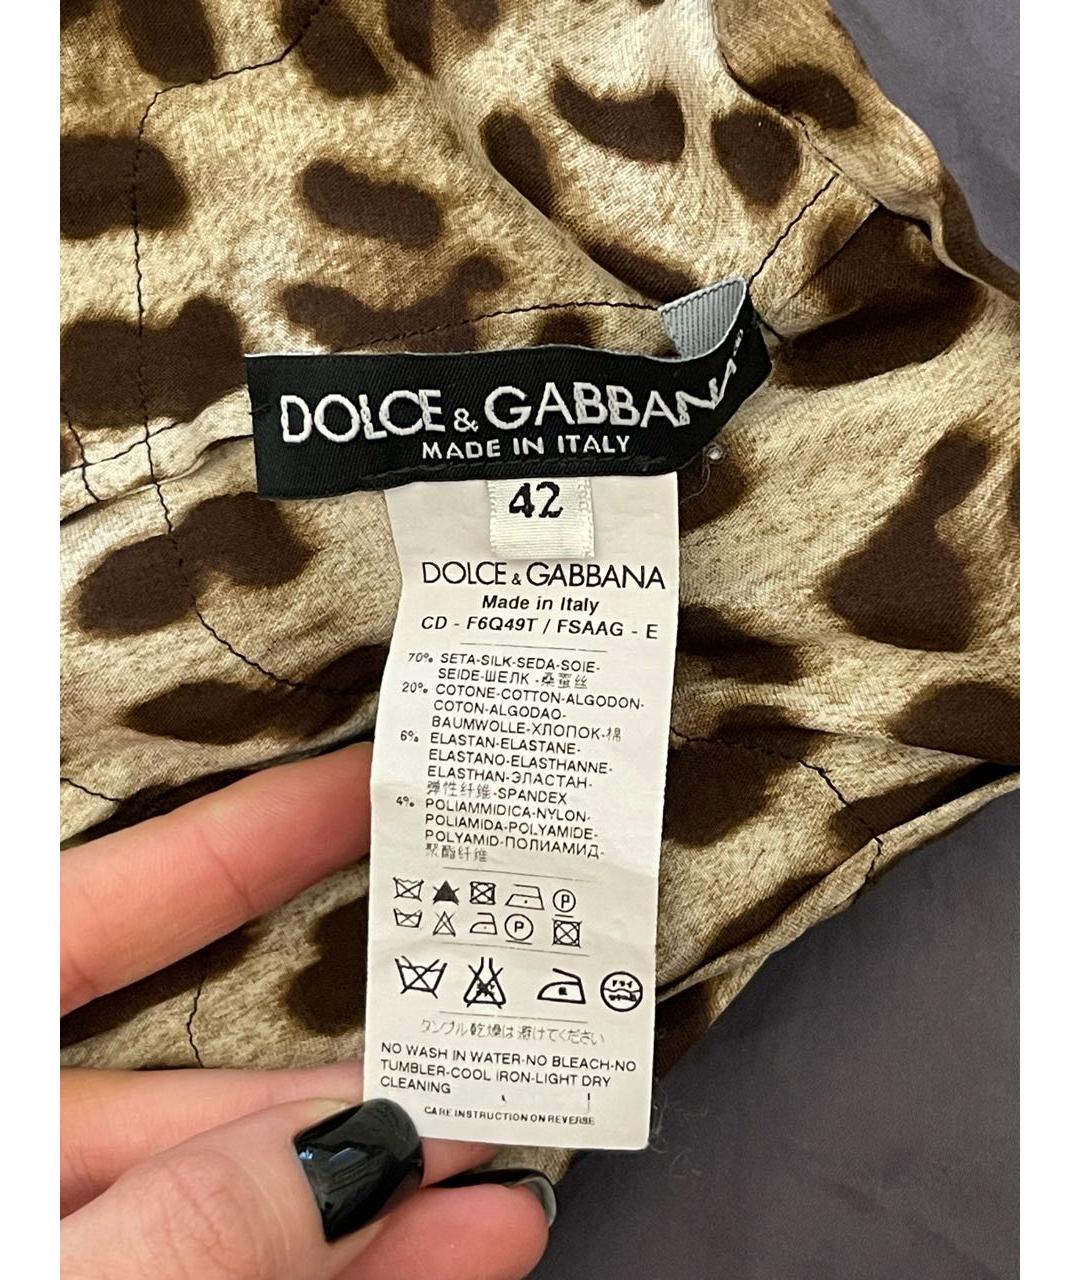 DOLCE & GABBANA
MADE IN ITALY
42
DOLCE & GABBANA
Made in Italy
CD - F6Q49T / FSAAG - E
70% SETA-SILK-SEDA-SOIE-
SEIDE-ШЕЛК -桑蚕丝
20% COTONE-COTTON-ALGODON-
COTON-ALGODAO-
BAUMWOLLE-ХЛОПОК-棉
6% ELASTAN-ELASTANE-
ELASTANO-ELASTHANNE-
ELASTHAN-ЭЛАСТАН-
弹性纤维-SPANDEX
4% POLIAMMIDICA-NYLON-
POLIAMIDA-POLYAMIDE-
POLYAMID-ПОЛИАМИД-
聚酰纤维
P
P
ドライ
タンブル乾燥は避けてください
NO WASH IN WATER-NO BLEACH-NO
TUMBLER-COOL IRON-LIGHT DRY
CLEANING
CARE INSTRUCTION ON REVERSE